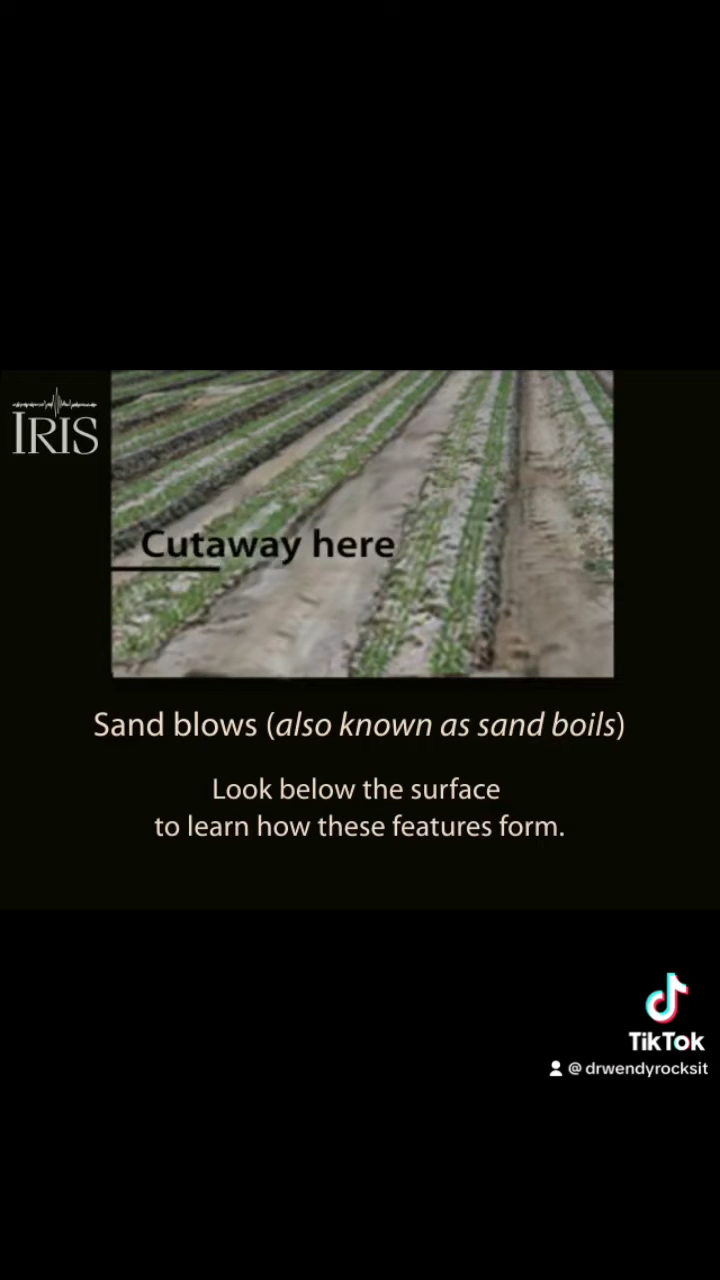 IRIS
Cutaway here
Sand blows (also known as sand boils)
Look below the surface
to learn how these features form.
TikTok
@drwendyrocksit